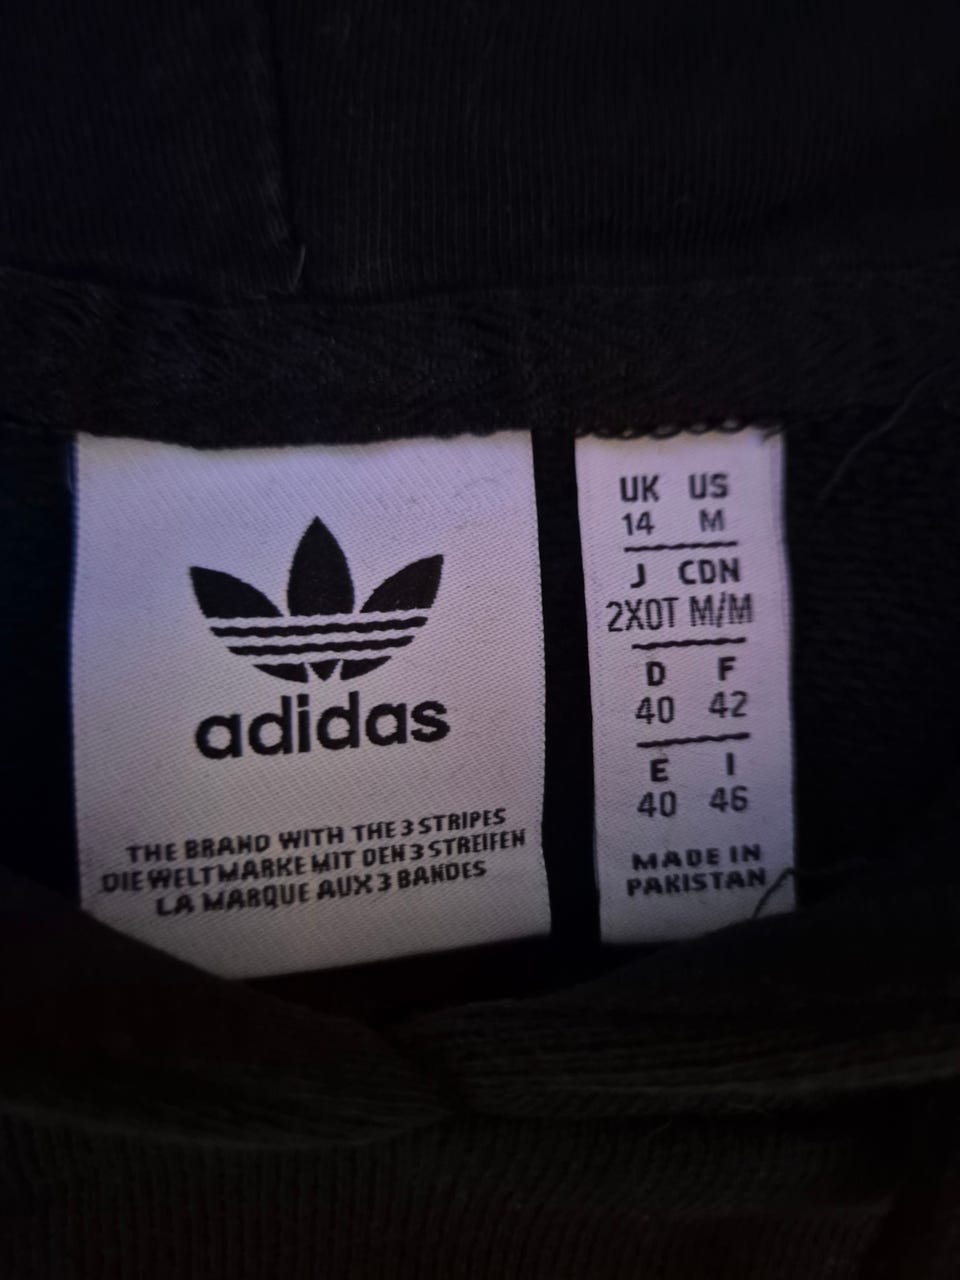 adidas
THE BRAND WITH THE 3 STRIPES
DIE WELTMARKE MIT DEN 3 STREIFEN
LA MARQUE AUX 3 BANDES
UK US
14 M
J CDN
2XOT M/M
D F
40 42
E I
40 46
MADE IN
PAKISTAN